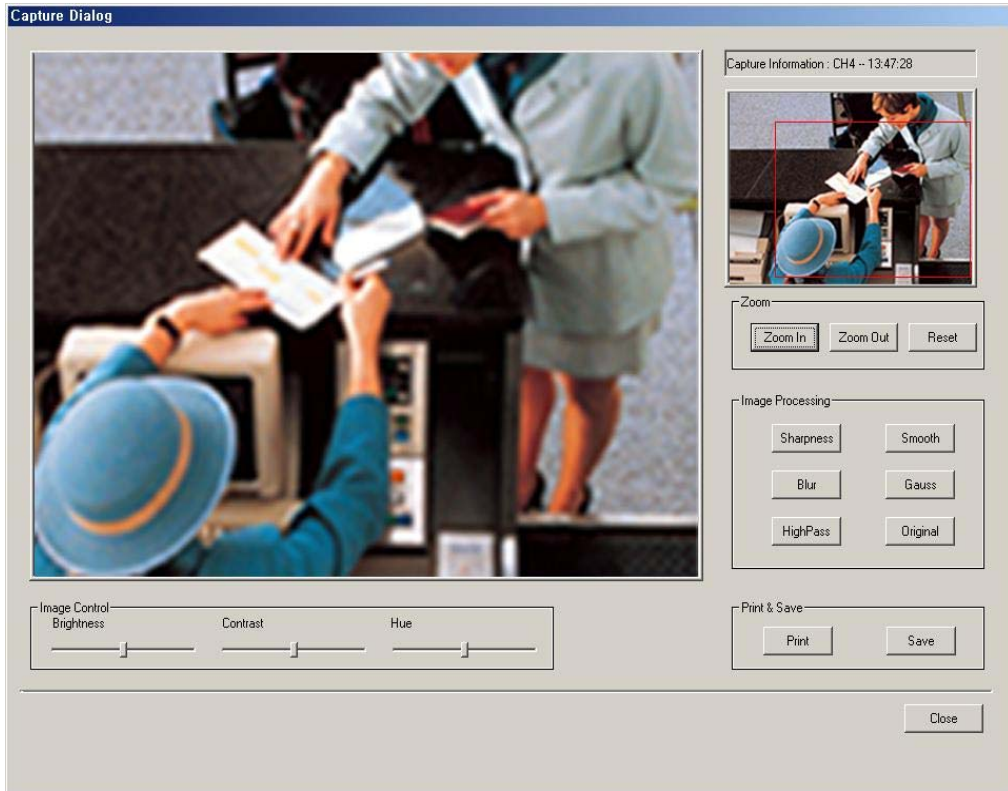 Capture Dialog
Capture Information : CH4 -- 13:47:28
Zoom
Zoom In
Zoom Out
Reset
Image Processing
Sharpness
Smooth
Blur
Gauss
HighPass
Original
Image Control
Brightness
Contrast
Hue
Print & Save
Print
Save
Close